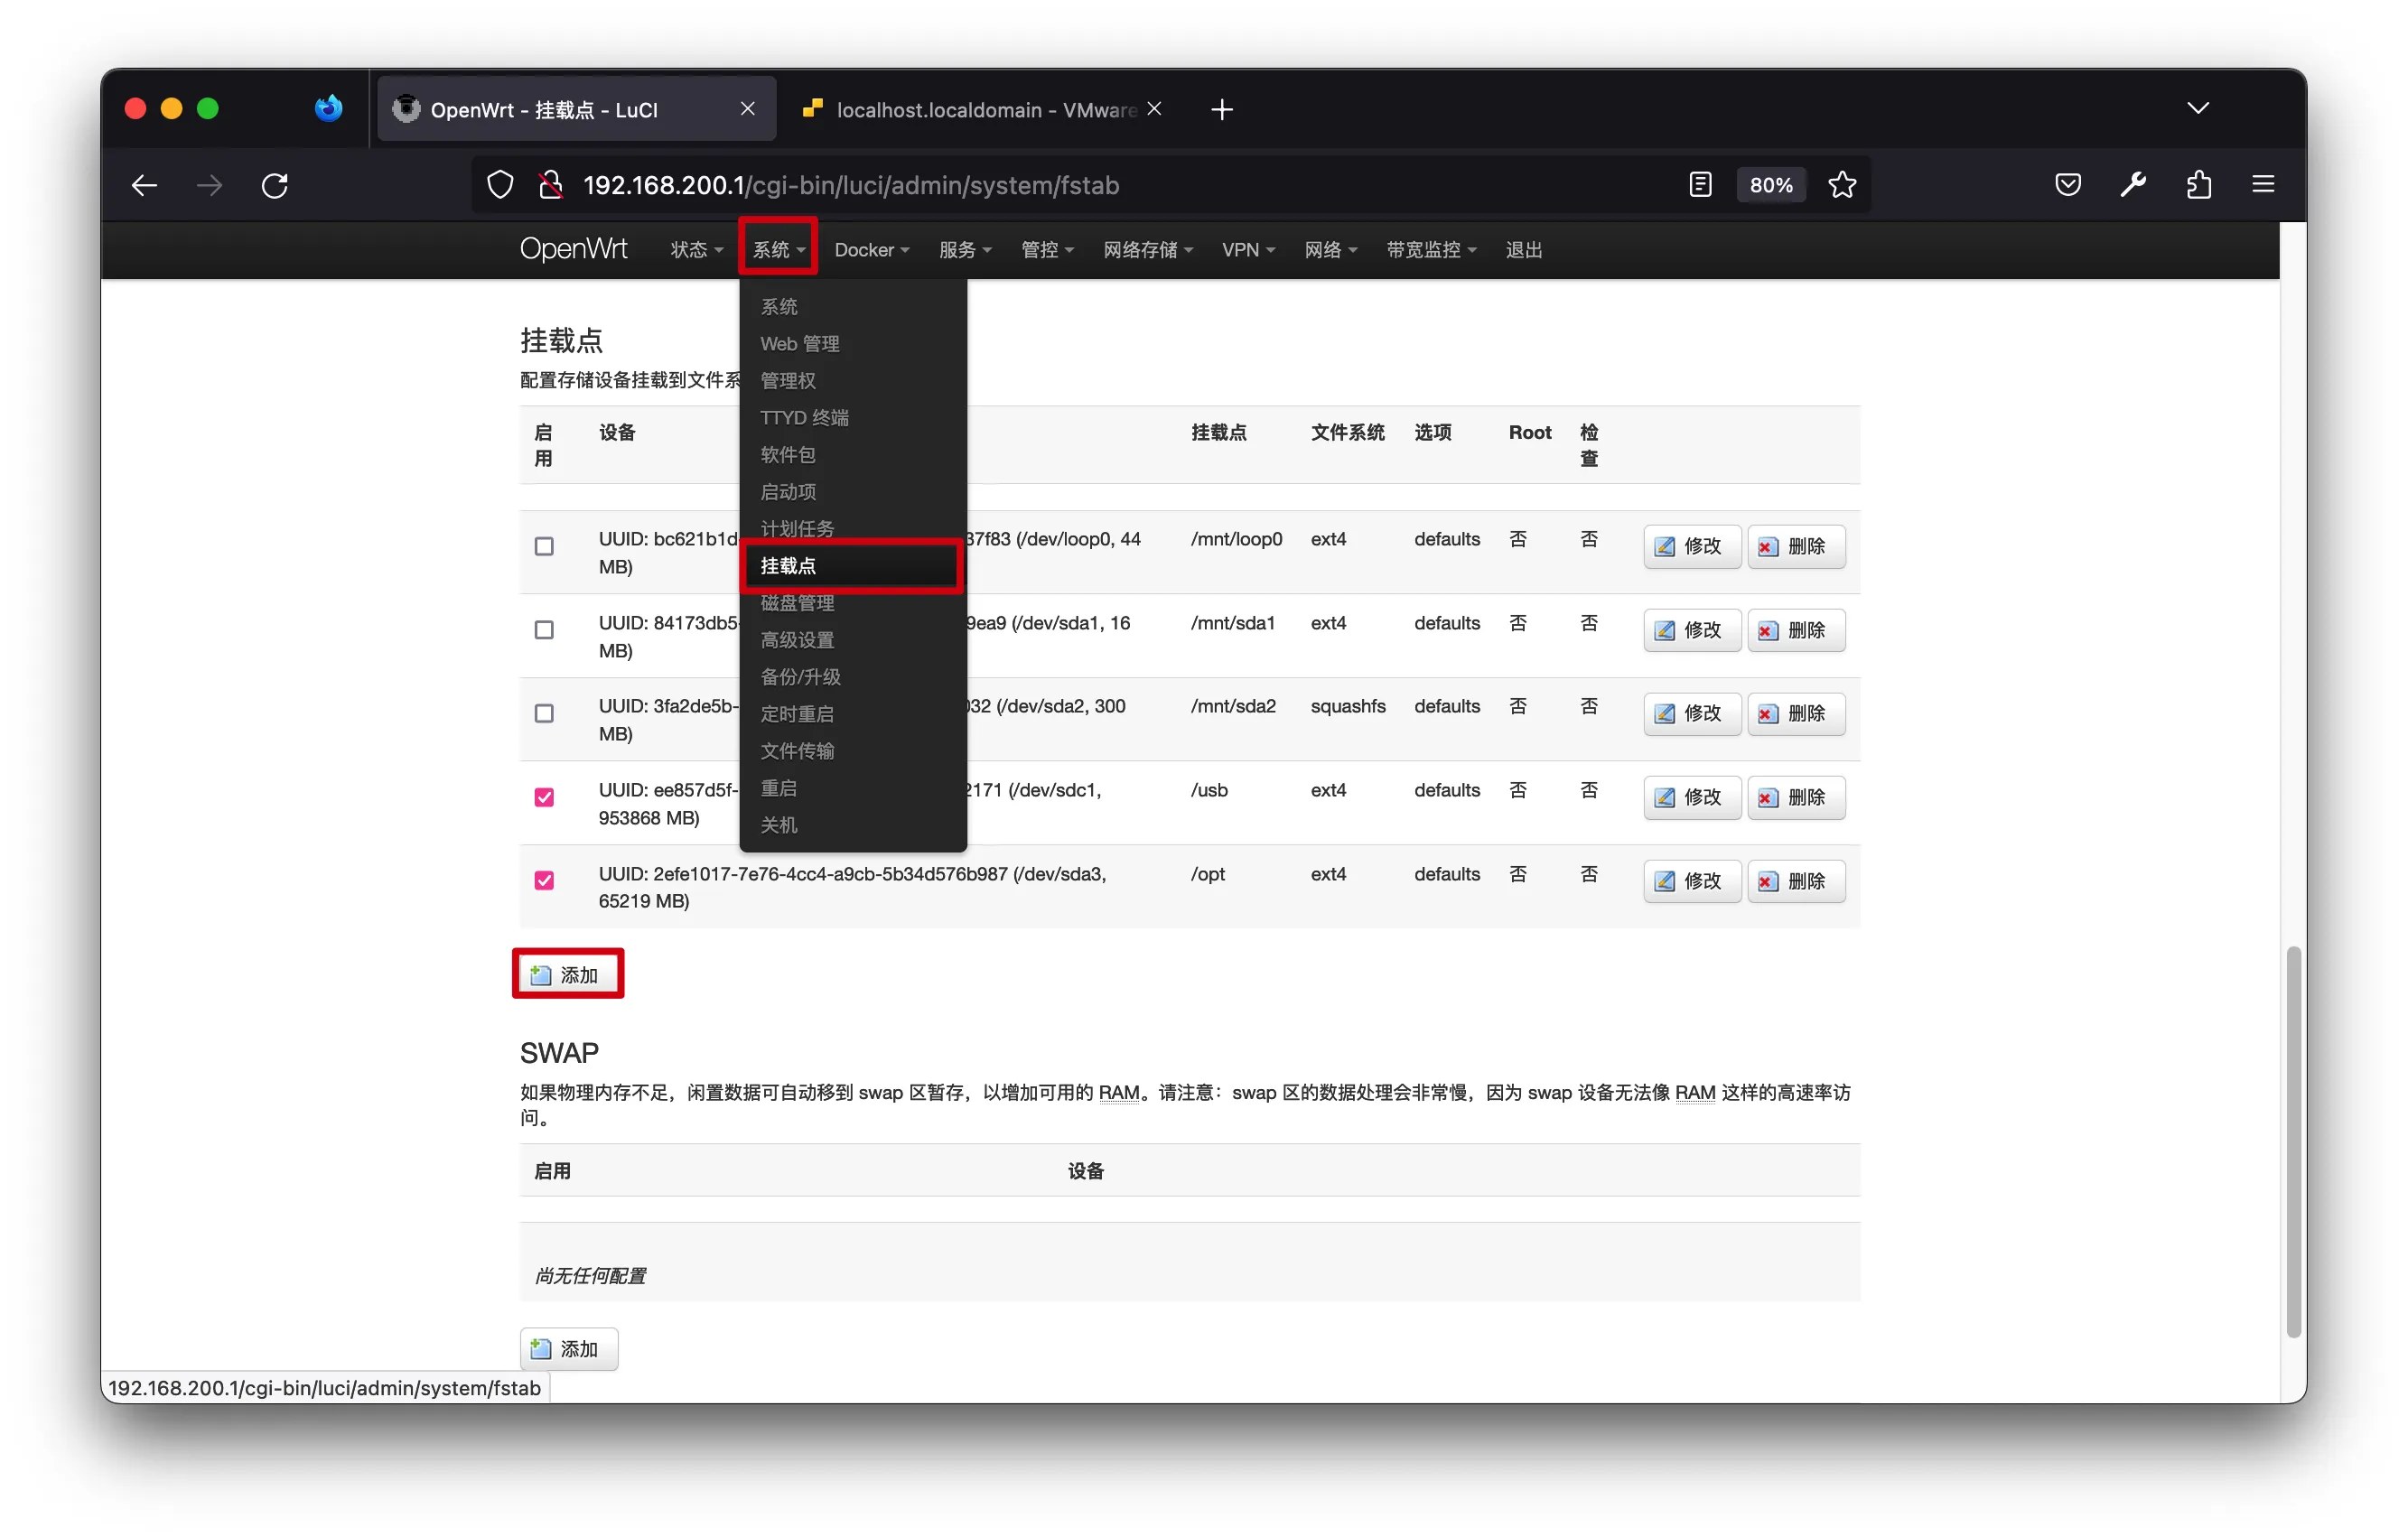 OpenWrt - 挂载点 - LuCI
localhost.localdomain - VMware
192.168.200.1/cgi-bin/luci/admin/system/fstab
80%
OpenWrt 状态 系统 Docker 服务 管控 网络存储 VPN 网络 带宽监控 退出
系统
Web 管理
管理权
TTYD 终端
软件包
启动项
计划任务
挂载点
磁盘管理
高级设置
备份/升级
定时重启
文件传输
重启
关机
挂载点
配置存储设备挂载到文件系
启用 设备 挂载点 文件系统 选项 Root 检查
UUID: bc621b1d- 37f83 (/dev/loop0, 44 /mnt/loop0 ext4 defaults 否 否 修改 删除
MB)
UUID: 84173db5- 9ea9 (/dev/sda1, 16 /mnt/sda1 ext4 defaults 否 否 修改 删除
MB)
UUID: 3fa2de5b- 032 (/dev/sda2, 300 /mnt/sda2 squashfs defaults 否 否 修改 删除
MB)
UUID: ee857d5f- 2171 (/dev/sdc1, /usb ext4 defaults 否 否 修改 删除
953868 MB)
UUID: 2efe1017-7e76-4cc4-a9cb-5b34d576b987 (/dev/sda3, /opt ext4 defaults 否 否 修改 删除
65219 MB)
添加
SWAP
如果物理内存不足，闲置数据可自动移到 swap 区暂存，以增加可用的 RAM。请注意：swap 区的数据处理会非常慢，因为 swap 设备无法像 RAM 这样的高速率访
问。
启用 设备
尚无任何配置
添加
192.168.200.1/cgi-bin/luci/admin/system/fstab